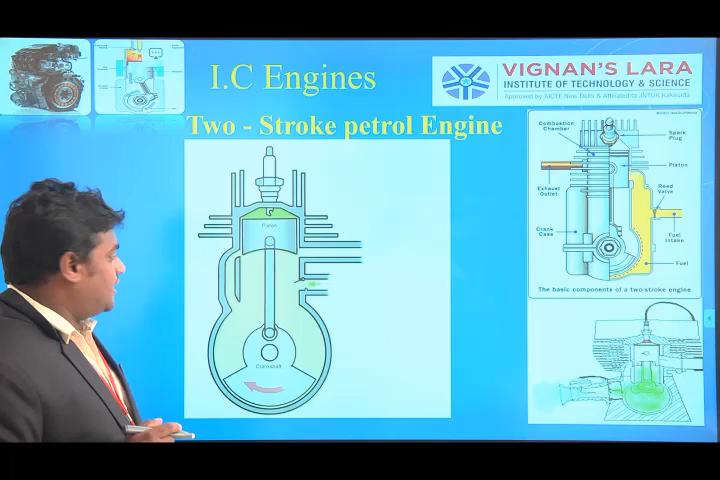 I.C Engines
VIGNAN'S LARA
INSTITUTE OF TECHNOLOGY & SCIENCE
Approved by AICTE New Delhi & Affiliated to JNTUK Kakinada
Two - Stroke petrol Engine
Piston
Crankshaft
Combustion
Chamber
Spark
Plug
Piston
Exhaust
Outlet
Reed
Valve
Crank
Case
Fuel
Intake
Fuel
The basic components of a two-stroke engine